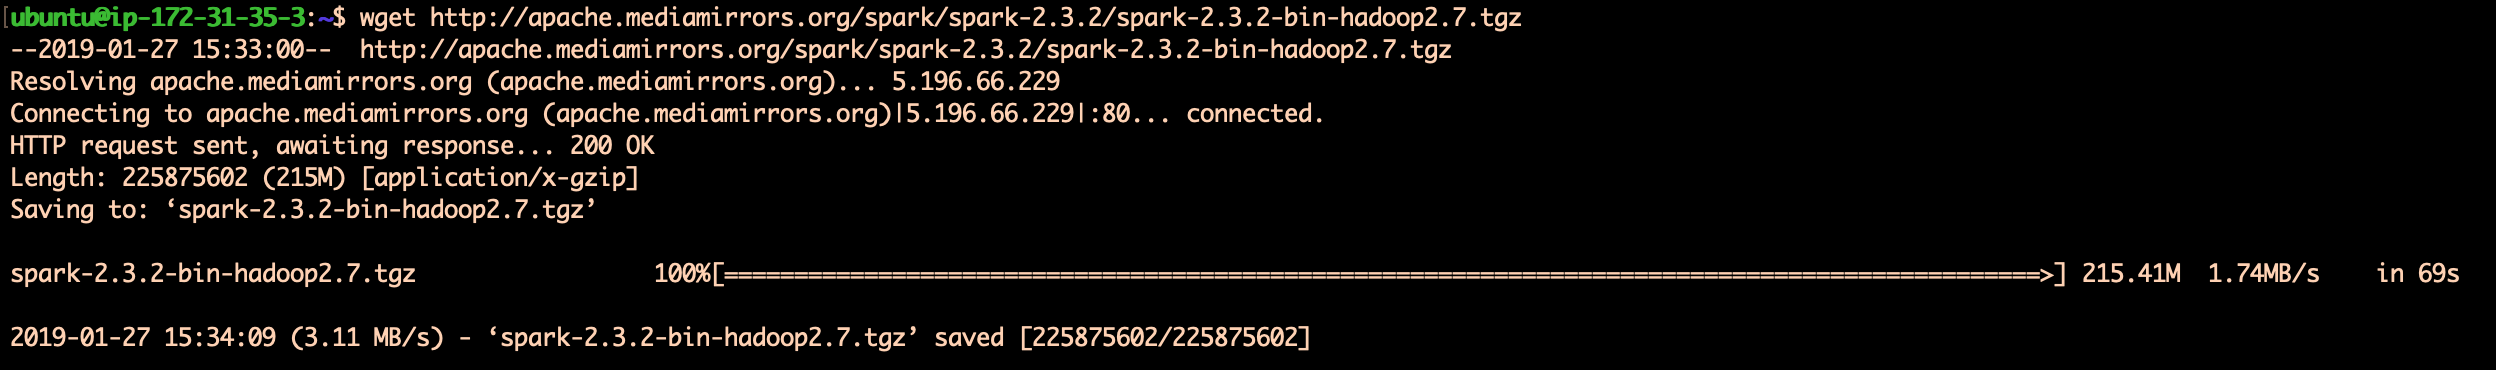 ubuntu@ip-172-31-35-3:~$ wget http://apache.mediamirrors.org/spark/spark-2.3.2/spark-2.3.2-bin-hadoop2.7.tgz
--2019-01-27 15:33:00--  http://apache.mediamirrors.org/spark/spark-2.3.2/spark-2.3.2-bin-hadoop2.7.tgz
Resolving apache.mediamirrors.org (apache.mediamirrors.org)... 5.196.66.229
Connecting to apache.mediamirrors.org (apache.mediamirrors.org)|5.196.66.229|:80... connected.
HTTP request sent, awaiting response... 200 OK
Length: 225875602 (215M) [application/x-gzip]
Saving to: ‘spark-2.3.2-bin-hadoop2.7.tgz’
spark-2.3.2-bin-hadoop2.7.tgz 100%[==============================================================================================>] 215.41M 1.74MB/s in 69s
2019-01-27 15:34:09 (3.11 MB/s) - ‘spark-2.3.2-bin-hadoop2.7.tgz’ saved [225875602/225875602]